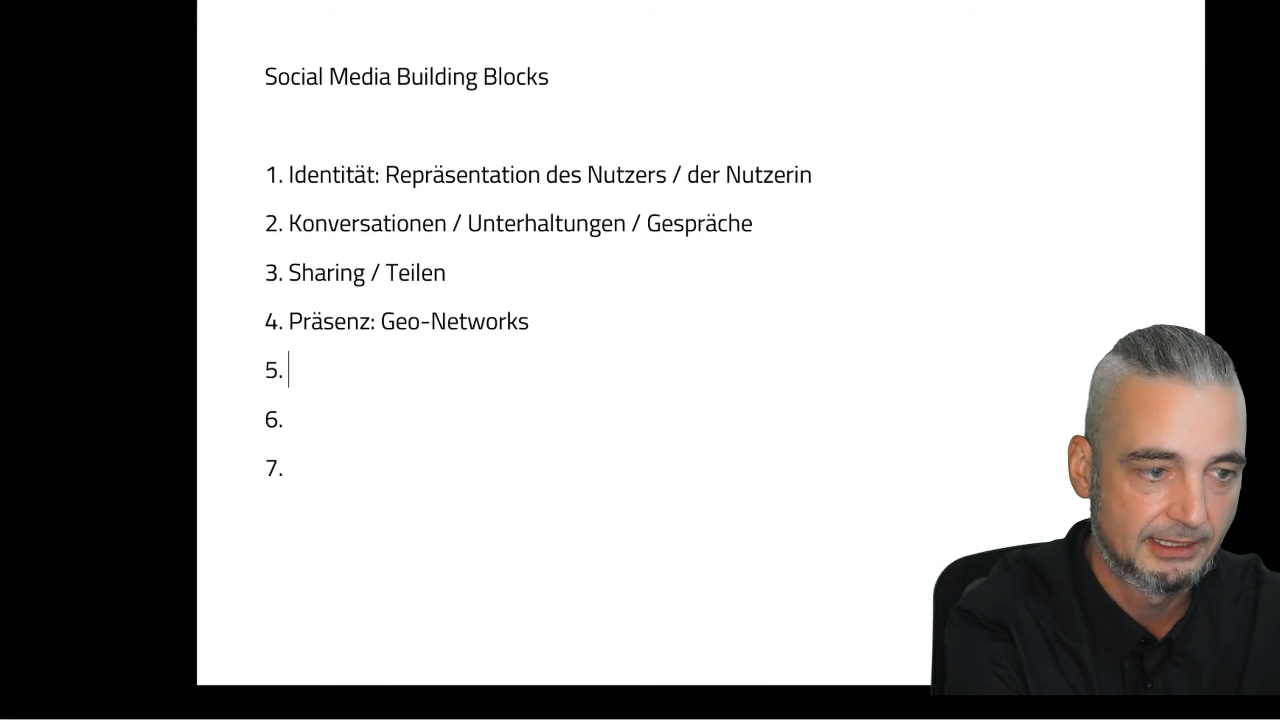 Social Media Building Blocks
1. Identität: Repräsentation des Nutzers / der Nutzerin
2. Konversationen / Unterhaltungen / Gespräche
3. Sharing / Teilen
4. Präsenz: Geo-Networks
5.
6.
7.